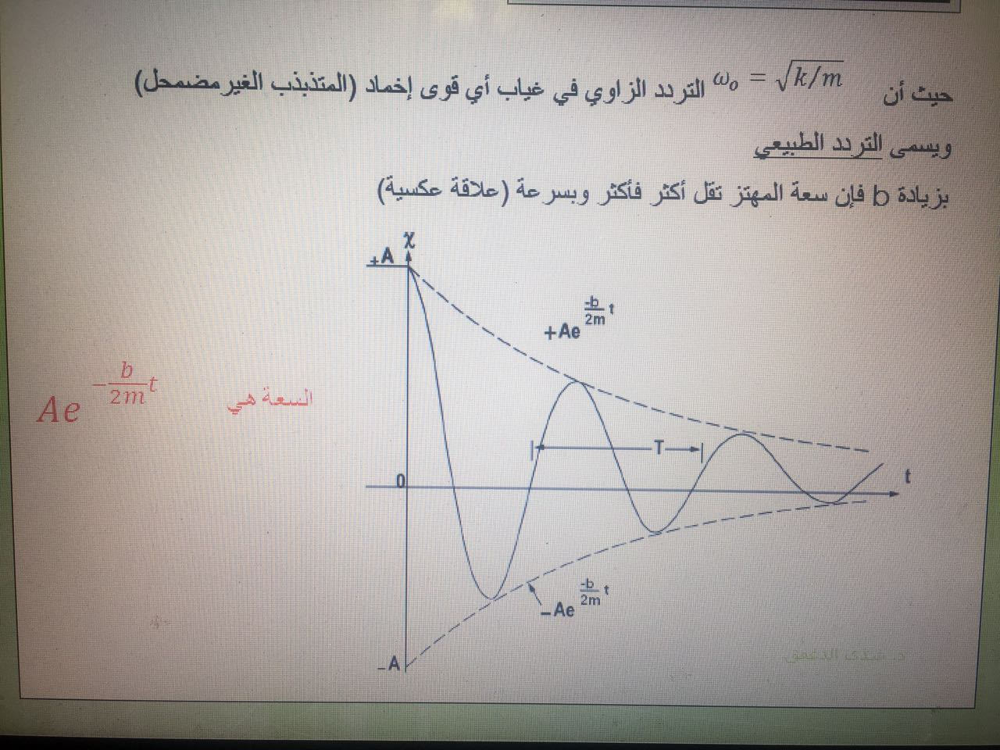 حيث أن ω₀ = √k/m التردد الزاوي في غياب أي قوى إخماد (المتذبذب الغير مضمحل)
ويسمى التردد الطبيعي
بزيادة b فإن سعة المهتز تقل أكثر فأكثر وبسرعة (علاقة عكسية)
χ
+A
+Ae^(-b/2m t)
السعة هي Ae^(-b/2m t)
T
0
t
-Ae^(-b/2m t)
-A